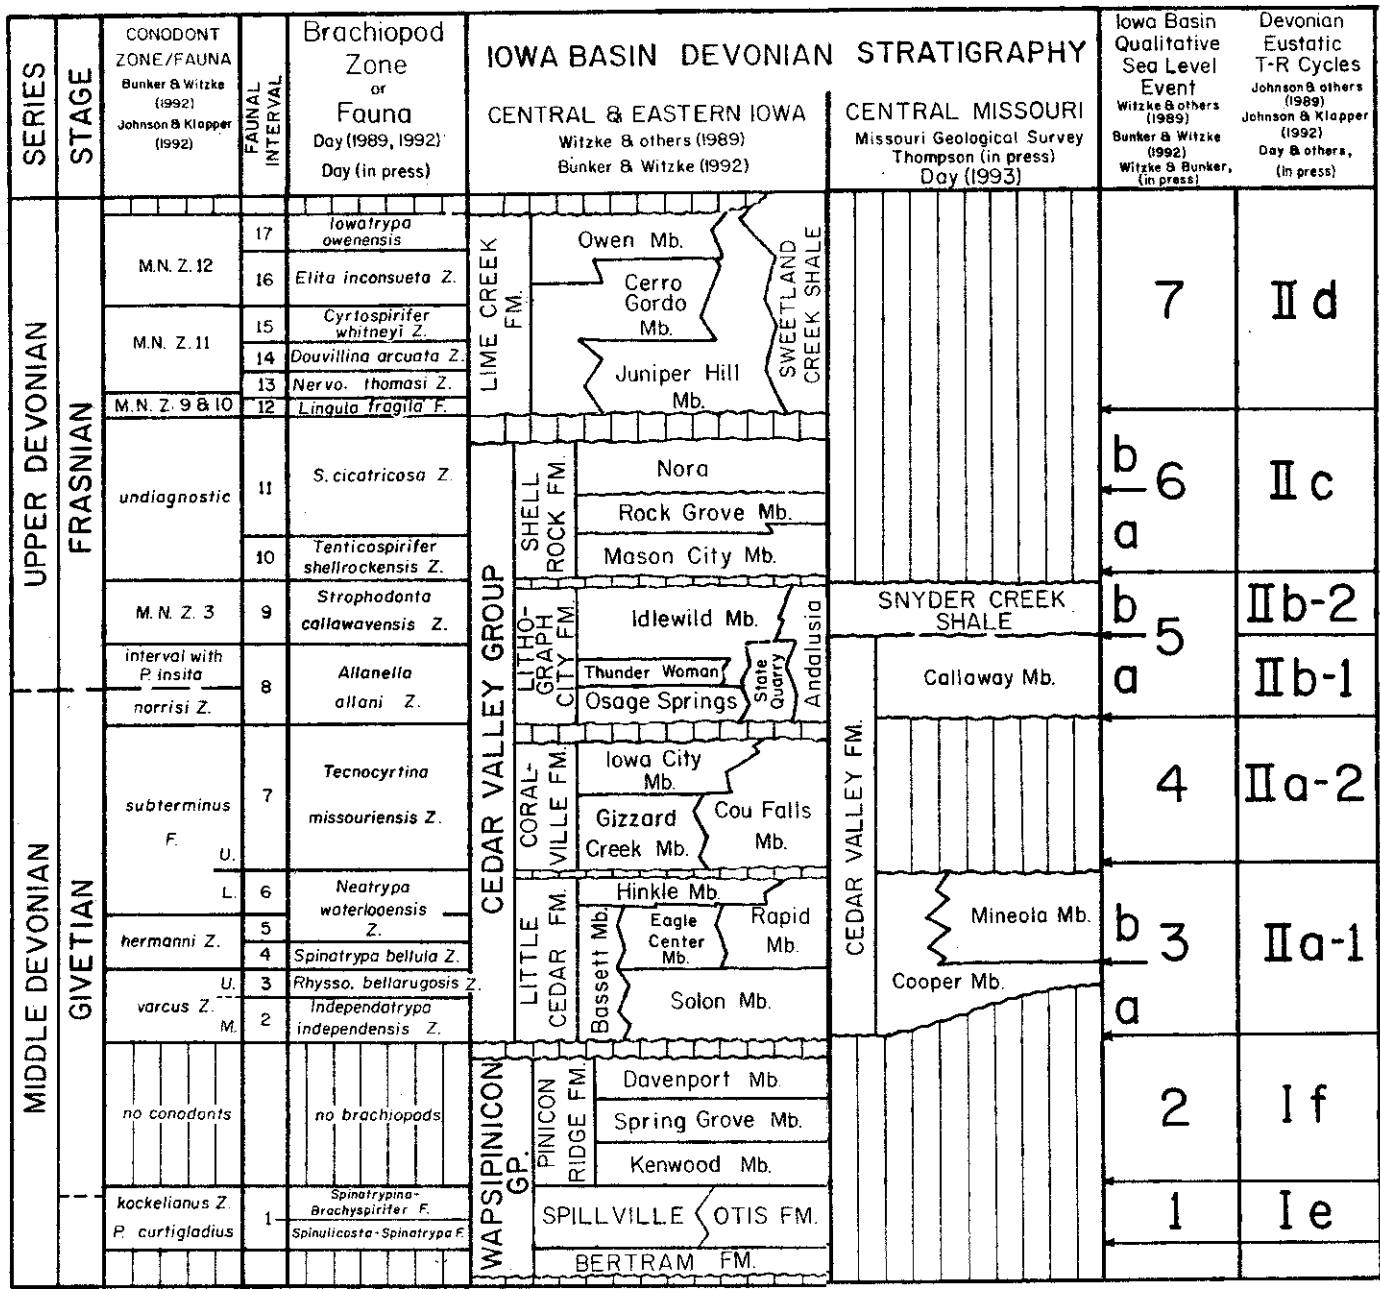 SERIES
STAGE
CONODONT
ZONE/FAUNA
Bunker & Witzke
(1992)
Johnson & Klapper
(1992)
FAUNAL
INTERVAL
Brachiopod
Zone
or
Fauna
Day (1989, 1992)
Day (in press)
IOWA BASIN DEVONIAN STRATIGRAPHY
CENTRAL & EASTERN IOWA
Witzke & others (1989)
Bunker & Witzke (1992)
CENTRAL MISSOURI
Missouri Geological Survey
Thompson (in press)
Day (1993)
Iowa Basin
Qualitative
Sea Level
Event
Witzke & others
(1989)
Bunker & Witzke
(1992)
Witzke & Bunker,
(in press)
Devonian
Eustatic
T-R Cycles
Johnson & others
(1989)
Johnson & Klapper
(1992)
Day & others,
(in press)
UPPER DEVONIAN
MIDDLE DEVONIAN
FRASNIAN
GIVETIAN
M.N. Z. 12
M.N. Z. 11
M.N. Z. 9 & 10
undiagnostic
M.N. Z. 3
interval with
P. insita
norrisi Z.
subterminus
F.
U.
L.
hermanni Z.
U.
varcus Z.
M.
no conodonts
kockelianus Z.
P. curtigladius
17
16
15
14
13
12
11
10
9
8
7
6
5
4
3
2
1
Iowatrypa
owenensis
Elita inconsueta Z.
Cyrtospirifer
whitneyi Z.
Douvillina arcuata Z.
Nervo. thomasi Z.
Lingula fragila F.
S. cicatricosa Z.
Tenticospirifer
shellrockensis Z.
Strophodonta
callawavensis Z.
Allanella
allani Z.
Tecnocyrtina
missouriensis Z.
Neatrypa
waterlooensis
Z.
Spinatrypa bellula Z.
Rhysso. bellarugosis Z.
Independatrypa
independensis Z.
no brachiopods
Spinatrypina-
Brachyspirifer F.
Spinulicosta-Spinatrypa F.
LIME CREEK
FM.
Owen Mb.
Cerro
Gordo
Mb.
Juniper Hill
Mb.
SWEETLAND
CREEK SHALE
CEDAR VALLEY GROUP
SHELL
ROCK FM.
Nora
Rock Grove Mb.
Mason City Mb.
LITHO-
GRAPH
CITY FM.
Idlewild Mb.
Thunder Woman
Osage Springs
State
Quarry
Andalusia
CORAL-
VILLE FM.
Iowa City
Mb.
Gizzard
Creek Mb.
Cou Falls
Mb.
LITTLE
CEDAR FM.
Hinkle Mb.
Bassett Mb.
Eagle
Center
Mb.
Rapid
Mb.
Solon Mb.
WAPSIPINICON
GP.
PINICON
RIDGE FM.
Davenport Mb.
Spring Grove Mb.
Kenwood Mb.
SPILLVILLE
OTIS FM.
BERTRAM FM.
SNYDER CREEK
SHALE
CEDAR VALLEY FM.
Callaway Mb.
Mineola Mb.
Cooper Mb.
7
b
6
a
b
5
a
4
b
3
a
2
1
II d
II c
IIb-2
IIb-1
IIa-2
IIa-1
I f
I e